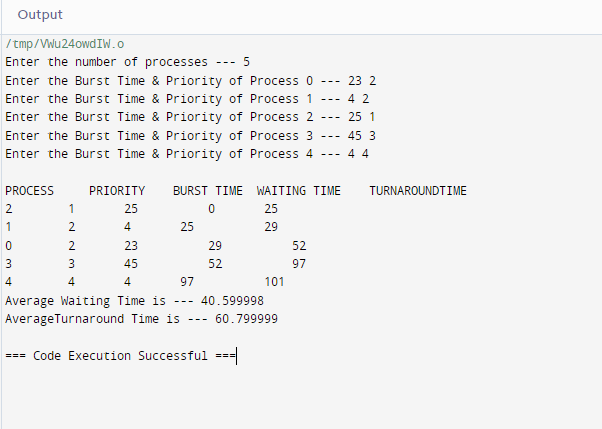 Output
/tmp/VWu24owdIW.o
Enter the number of processes --- 5
Enter the Burst Time & Priority of Process 0 --- 23 2
Enter the Burst Time & Priority of Process 1 --- 4 2
Enter the Burst Time & Priority of Process 2 --- 25 1
Enter the Burst Time & Priority of Process 3 --- 45 3
Enter the Burst Time & Priority of Process 4 --- 4 4
PROCESS PRIORITY BURST TIME WAITING TIME TURNAROUNDTIME
2 1 25 0 25
1 2 4 25 29
0 2 23 29 52
3 3 45 52 97
4 4 4 97 101
Average Waiting Time is --- 40.599998
AverageTurnaround Time is --- 60.799999
=== Code Execution Successful ===